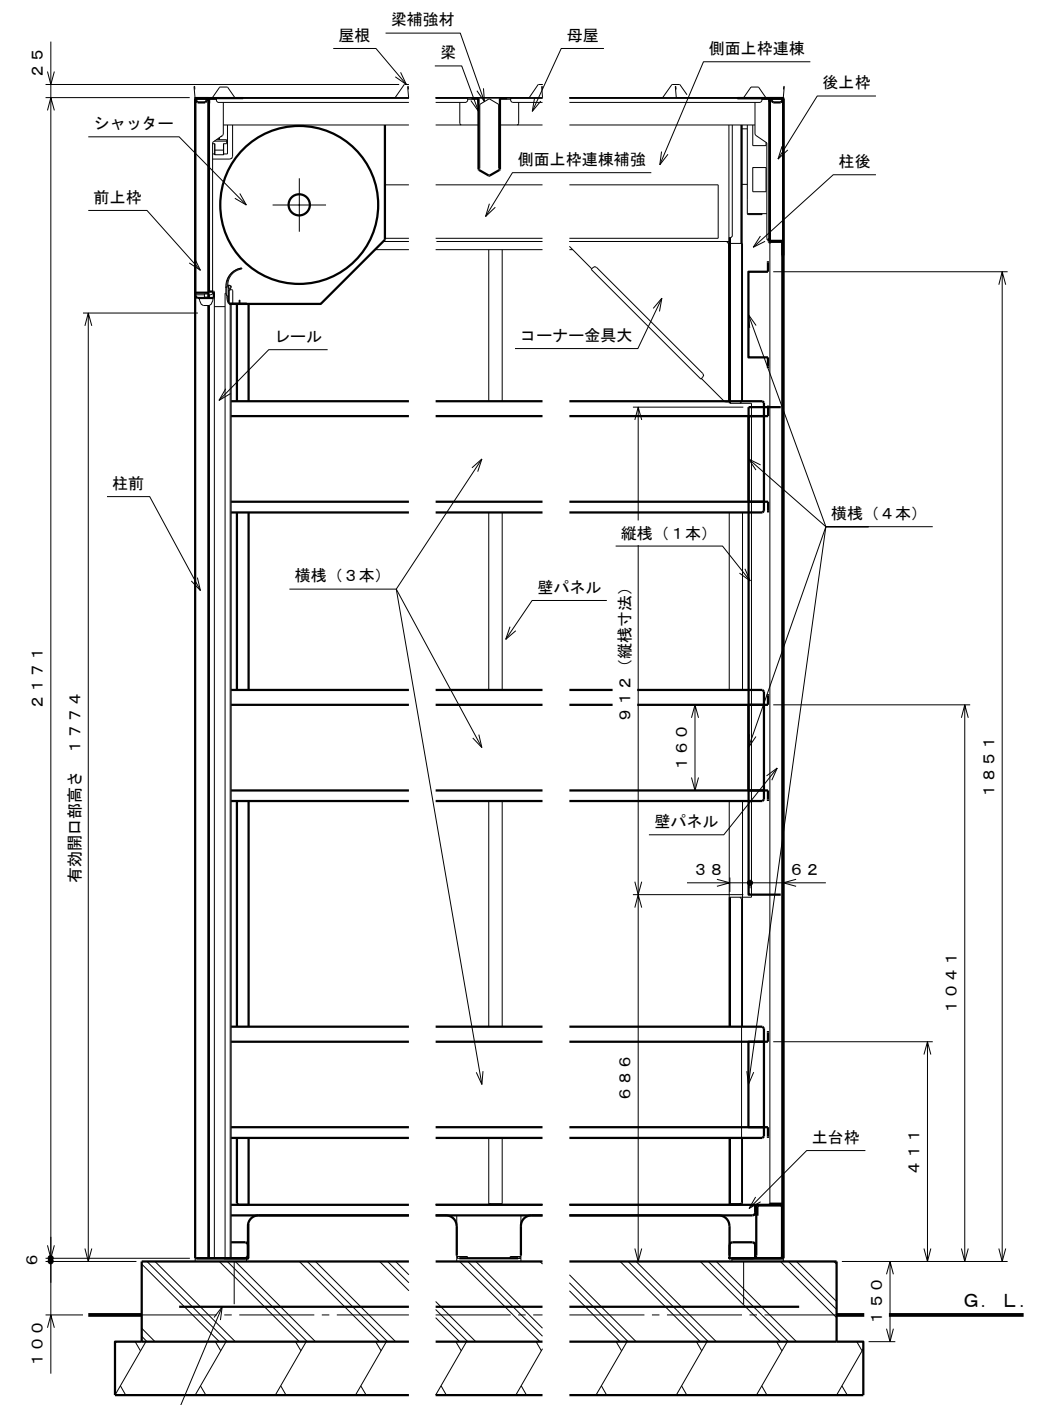 梁補強材
屋根
梁
母屋
側面上枠連棟
後上枠
25
シャッター
側面上枠連棟補強
柱後
前上枠
レール
コーナー金具大
柱前
横桟（4本）
縦桟（1本）
横桟（3本）
壁パネル
912（縦桟寸法）
2171
有効開口部高さ 1774
160
1851
壁パネル
38
62
1041
686
411
土台枠
6
150
G. L.
100